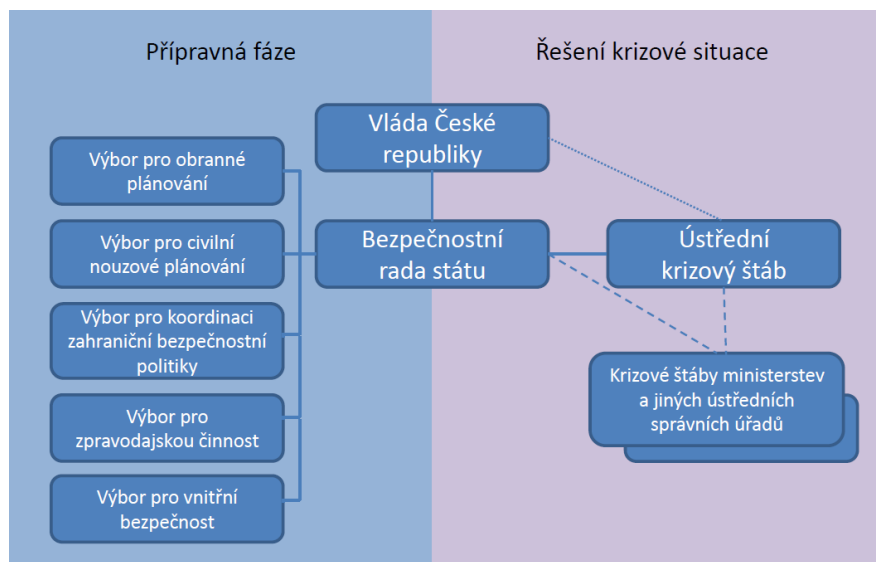 Přípravná fáze
Řešení krizové situace
Vláda České
republiky
Výbor pro obranné
plánování
Výbor pro civilní
nouzové plánování
Bezpečnostní
rada státu
Ústřední
krizový štáb
Výbor pro koordinaci
zahraniční bezpečnostní
politiky
Krizové štáby ministerstev
a jiných ústředních
správních úřadů
Výbor pro
zpravodajskou činnost
Výbor pro vnitřní
bezpečnost